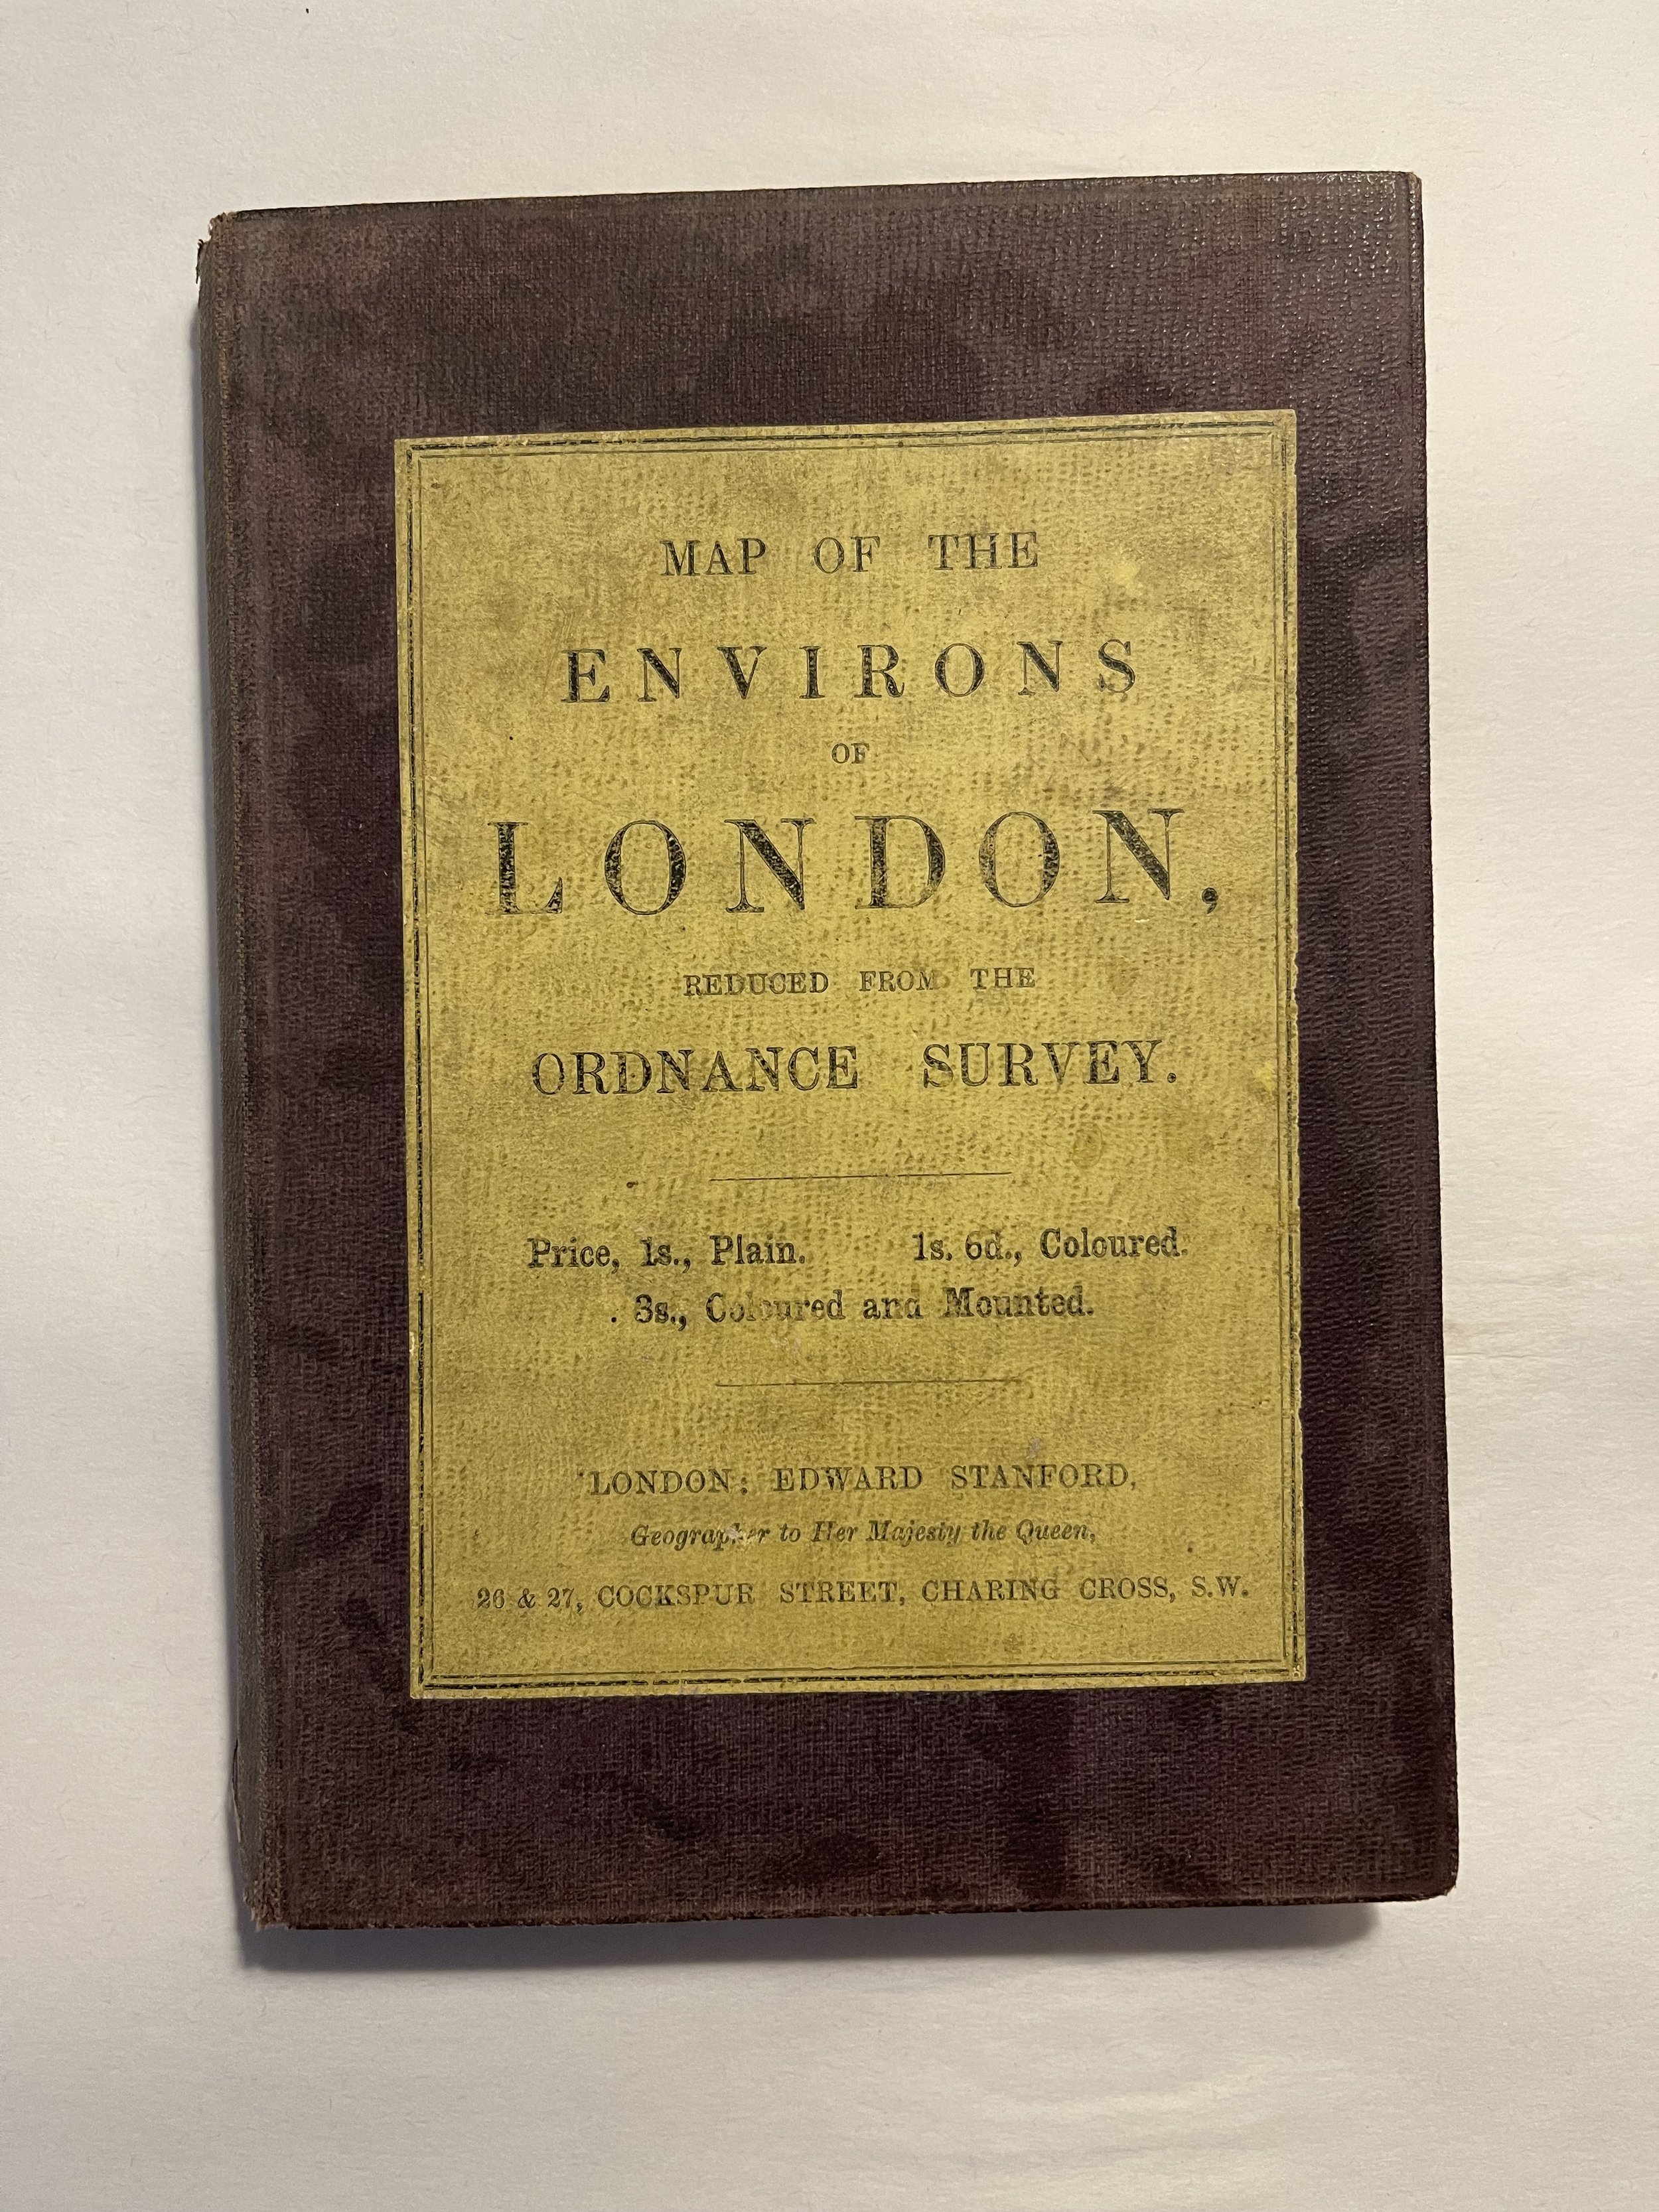 MAP OF THE
ENVIRONS
OF
LONDON,
REDUCED FROM THE
ORDNANCE SURVEY.
Price, 1s., Plain. 1s. 6d., Coloured.
3s., Coloured and Mounted.
LONDON: EDWARD STANFORD,
Geographer to Her Majesty the Queen,
26 & 27, COCKSPUR STREET, CHARING CROSS, S.W.